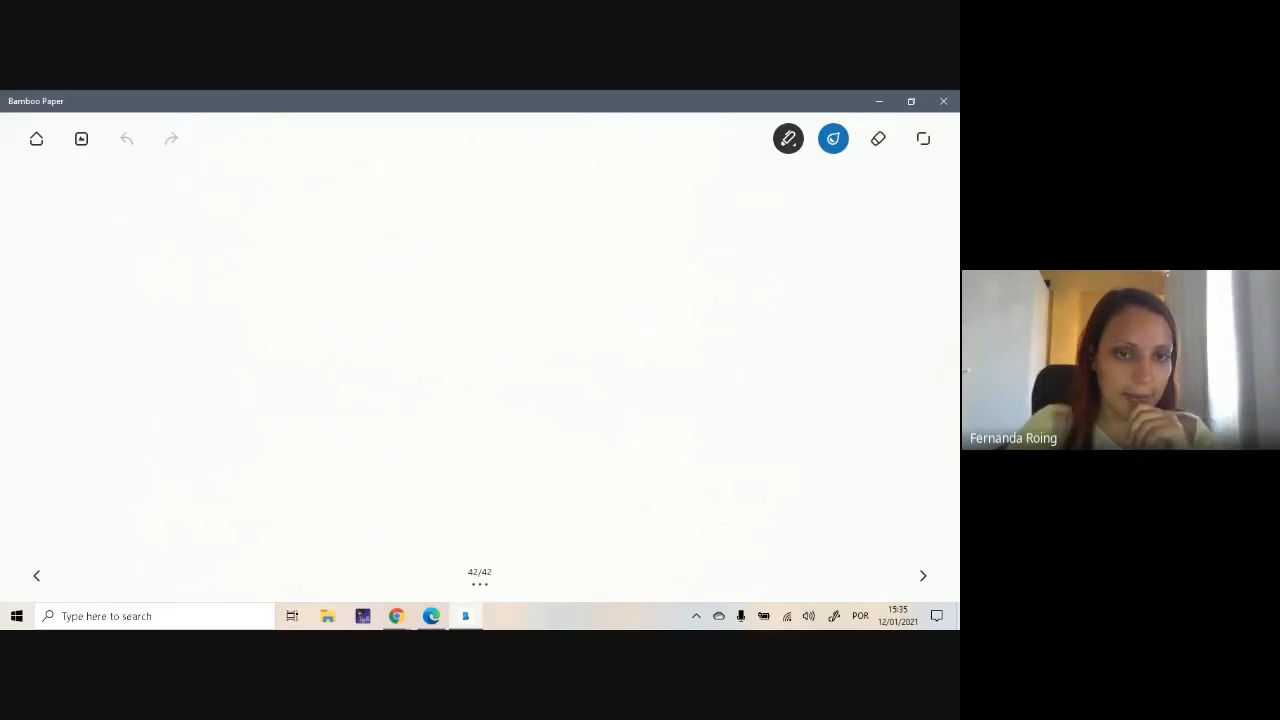 Bamboo Paper
Fernanda Roing
42/42
Type here to search
POR
15:35
12/01/2021